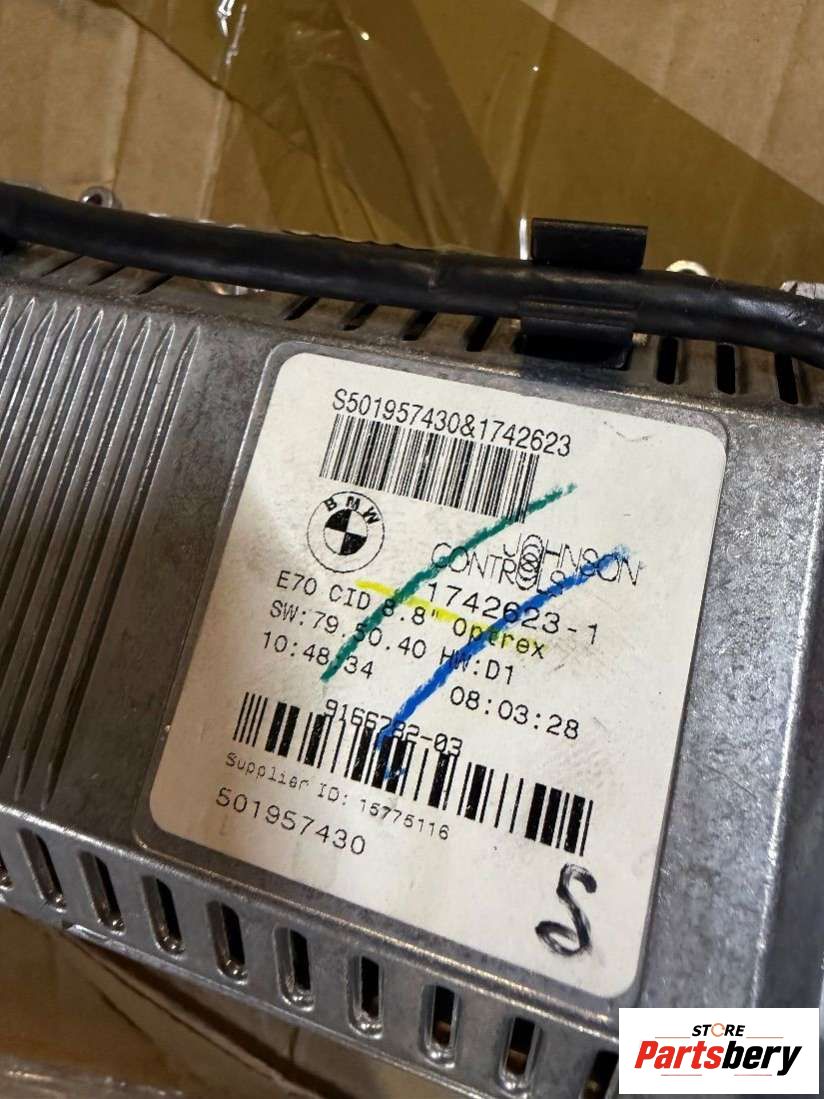 S501957430&1742623
BMW
JOHNSON
CONTROLS
1742623-1
E70 CID 8.8" Optrex
SW:79.50.40 HW:D1
10:48:34 08:03:28
9166782-03
Supplier ID: 15775116
501957430
S
STORE
Partsbery